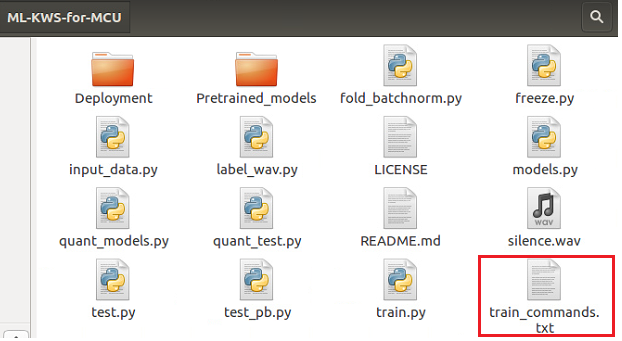 ML-KWS-for-MCU
Deployment
Pretrained_models
fold_batchnorm.py
freeze.py
input_data.py
label_wav.py
LICENSE
models.py
quant_models.py
quant_test.py
README.md
wav
silence.wav
test.py
test_pb.py
train.py
train_commands.
txt